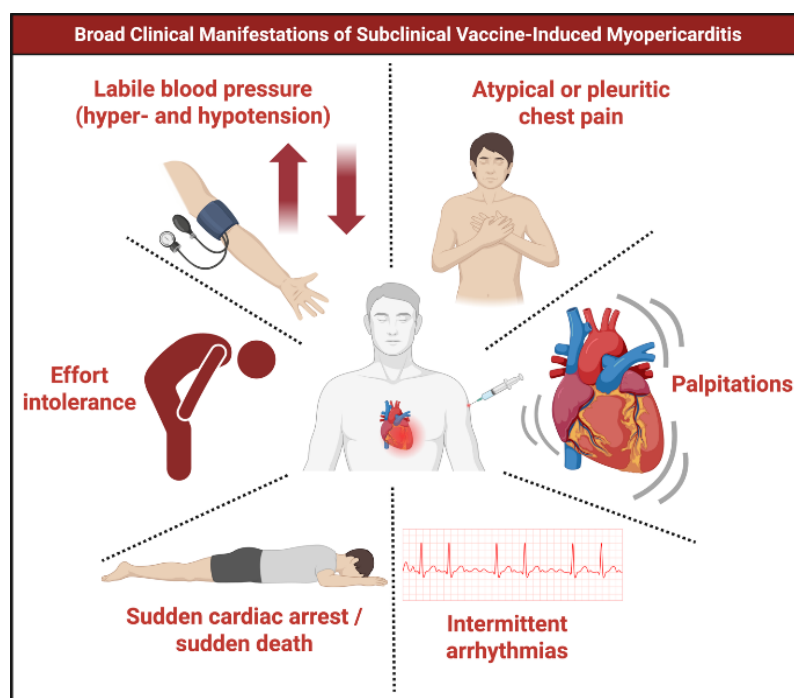 Broad Clinical Manifestations of Subclinical Vaccine-Induced Myopericarditis
Labile blood pressure
(hyper- and hypotension)
Atypical or pleuritic
chest pain
Effort
intolerance
Palpitations
Sudden cardiac arrest /
sudden death
Intermittent
arrhythmias